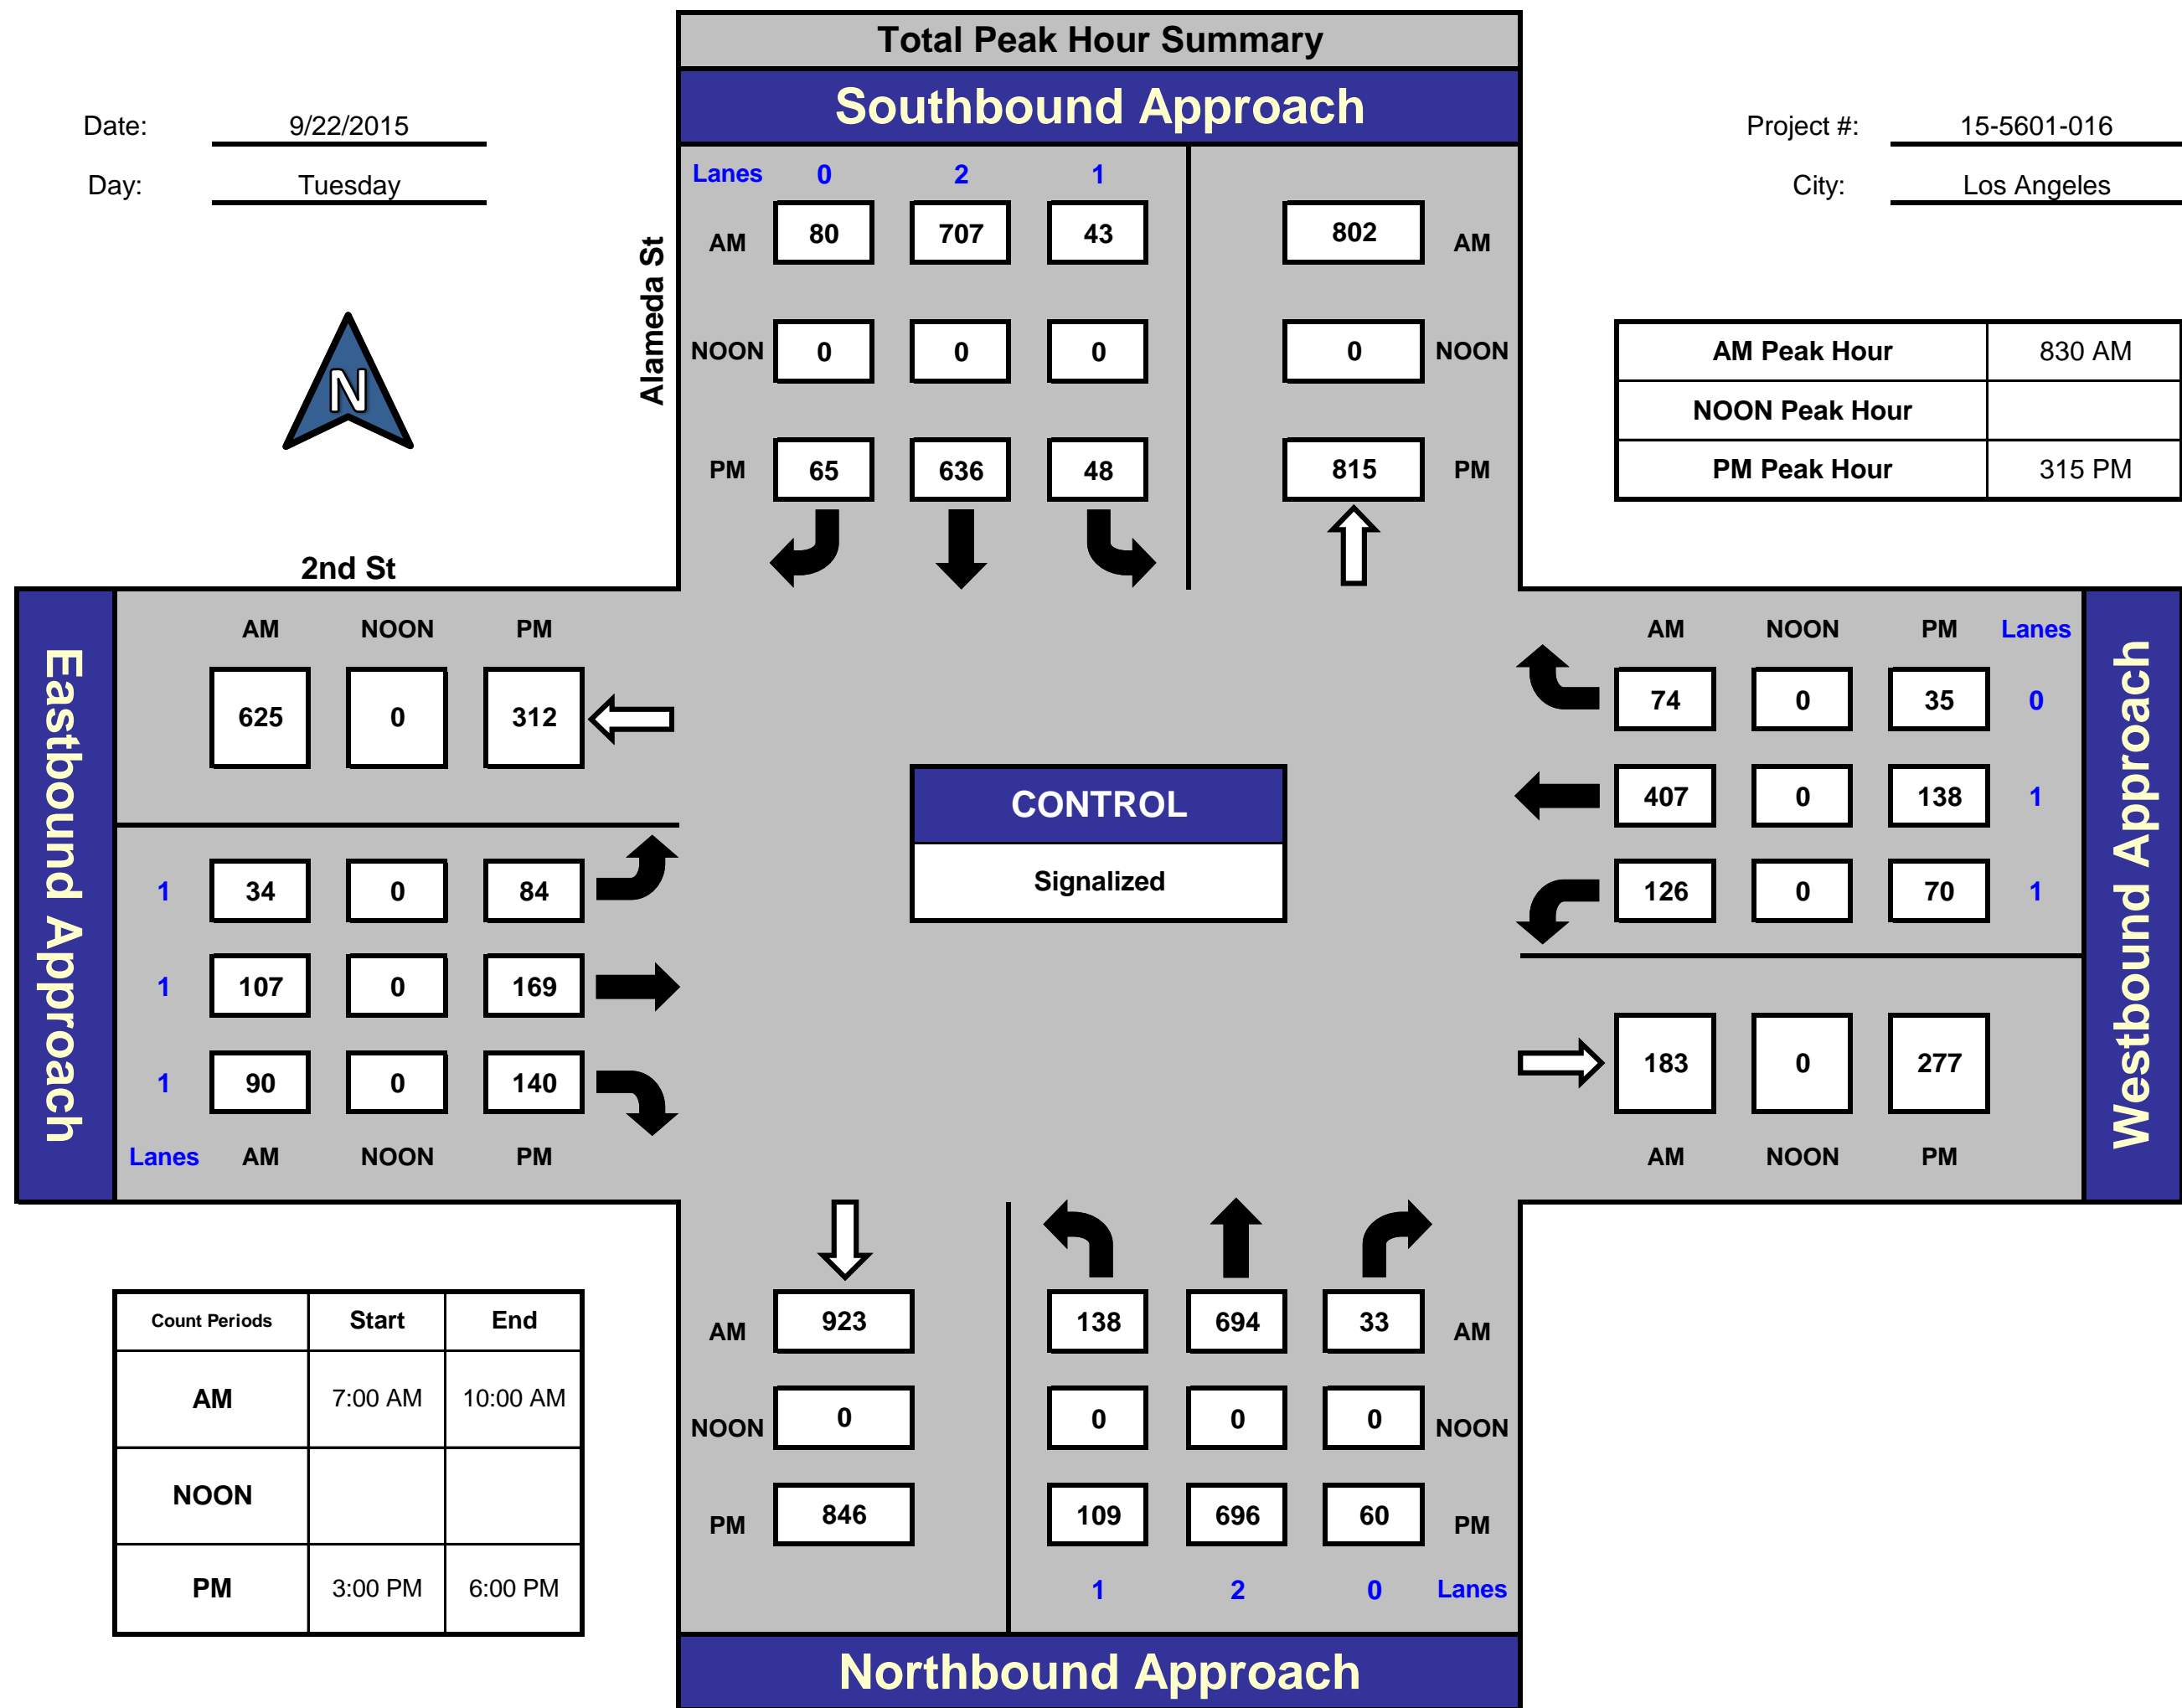 Total Peak Hour Summary
Southbound Approach
Date: 9/22/2015
Day: Tuesday
Project #: 15-5601-016
City: Los Angeles
N
Alameda St
Lanes 0 2 1
AM 80 707 43 802 AM
NOON 0 0 0 0 NOON
PM 65 636 48 815 PM
AM Peak Hour 830 AM
NOON Peak Hour
PM Peak Hour 315 PM
2nd St
Eastbound Approach
AM NOON PM
625 0 312
1 34 0 84
1 107 0 169
1 90 0 140
Lanes AM NOON PM
CONTROL
Signalized
AM NOON PM Lanes
74 0 35 0
407 0 138 1
126 0 70 1
183 0 277
AM NOON PM
Westbound Approach
Count Periods Start End
AM 7:00 AM 10:00 AM
NOON
PM 3:00 PM 6:00 PM
AM 923 138 694 33 AM
NOON 0 0 0 0 NOON
PM 846 109 696 60 PM
1 2 0 Lanes
Northbound Approach